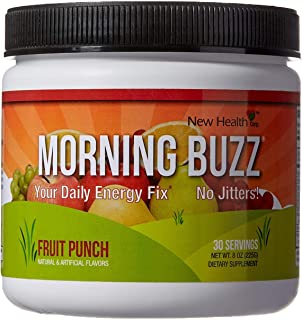 New Health
MORNING BUZZ
Your Daily Energy Fix* No Jitters!*
FRUIT PUNCH
NATURAL & ARTIFICIAL FLAVORS
30 SERVINGS
NET WT. 8 OZ (225G)
DIETARY SUPPLEMENT